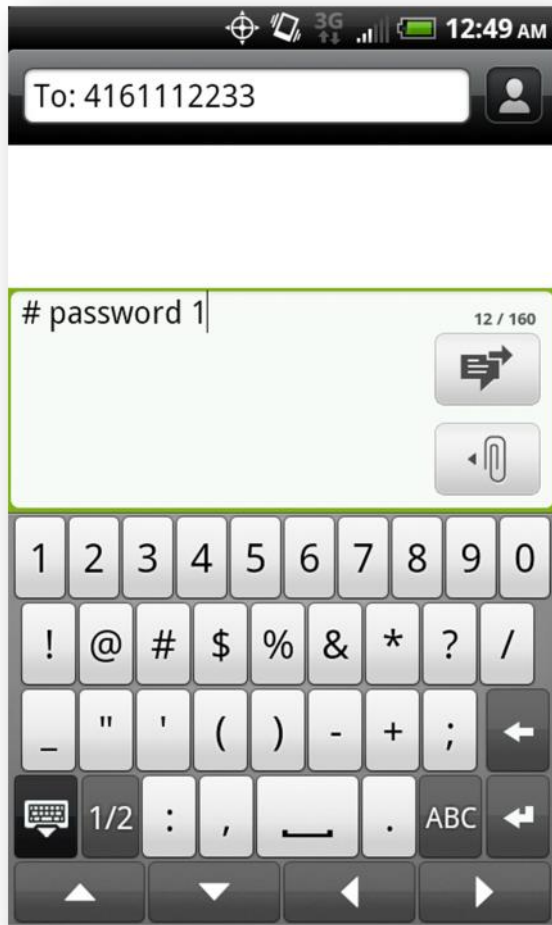 3G 12:49 AM
To: 4161112233
# password 1
12 / 160
1 2 3 4 5 6 7 8 9 0
! @ # $ % & * ? /
_ " ' ( ) - + ;
1/2 : , . ABC